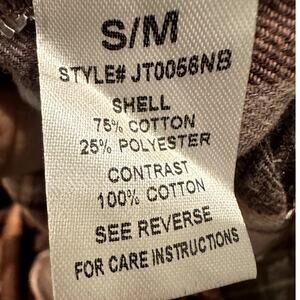 S/M
STYLE# JT0056NB
SHELL
75% COTTON
25% POLYESTER
CONTRAST
100% COTTON
SEE REVERSE
FOR CARE INSTRUCTIONS